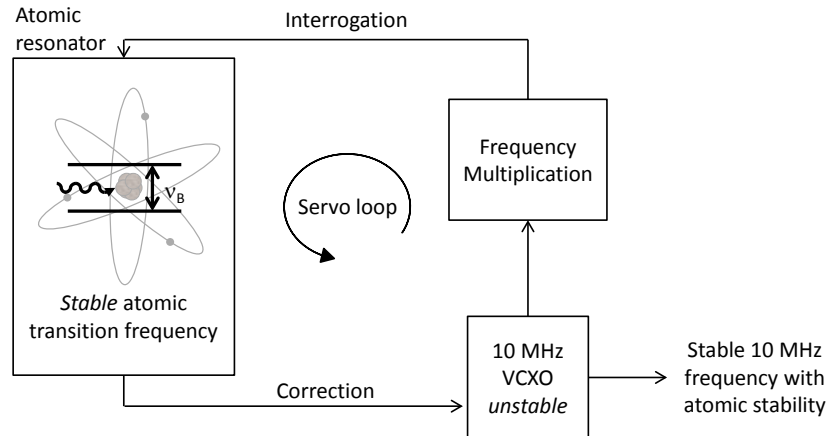 Atomic
resonator
Interrogation
Frequency
Multiplication
ν_B
Servo loop
Stable atomic
transition frequency
10 MHz
VCXO
unstable
Stable 10 MHz
frequency with
atomic stability
Correction